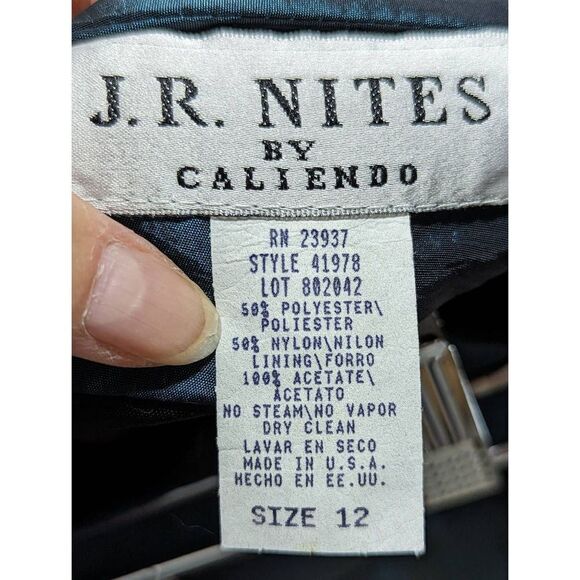 J.R. NITES
BY
CALIENDO
RN 23937
STYLE 41978
LOT 802042
50% POLYESTER\
POLIESTER
50% NYLON\NILON
LINING\FORRO
100% ACETATE\
ACETATO
NO STEAM\NO VAPOR
DRY CLEAN
LAVAR EN SECO
MADE IN U.S.A.
HECHO EN EE.UU.
SIZE 12